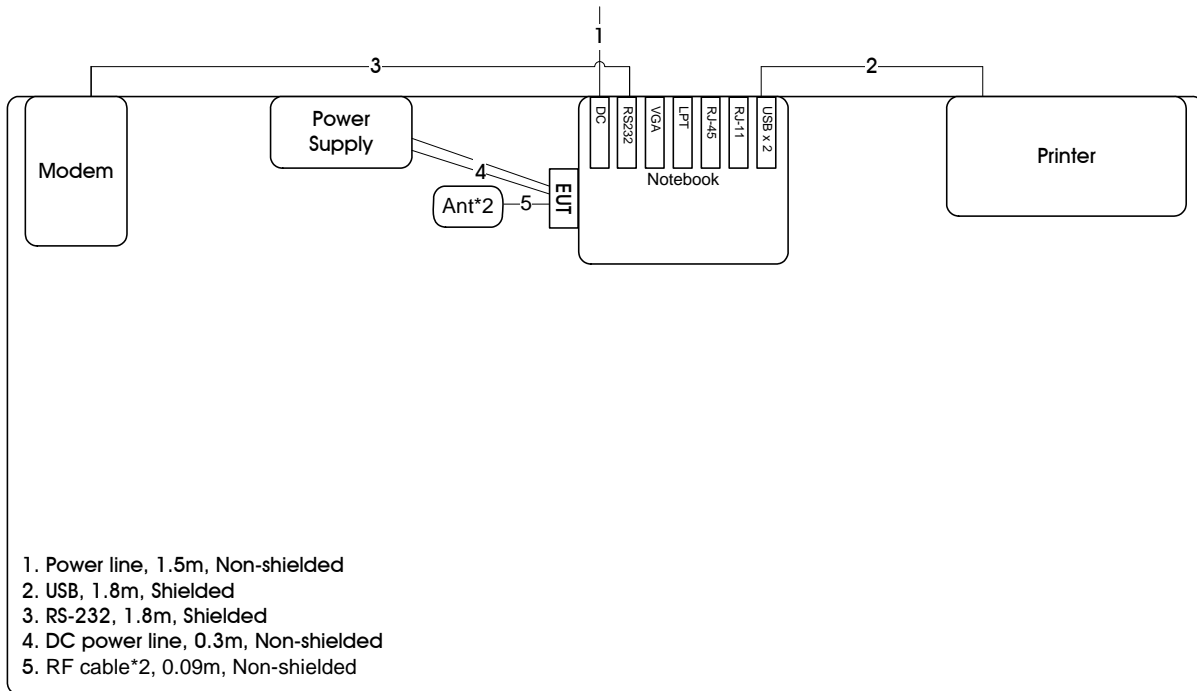 1
3
2
DC
RS232
VGA
LPT
RJ-45
RJ-11
USB x 2
Modem
Power
Supply
4
EUT
Notebook
Printer
Ant*2
5
1. Power line, 1.5m, Non-shielded
2. USB, 1.8m, Shielded
3. RS-232, 1.8m, Shielded
4. DC power line, 0.3m, Non-shielded
5. RF cable*2, 0.09m, Non-shielded